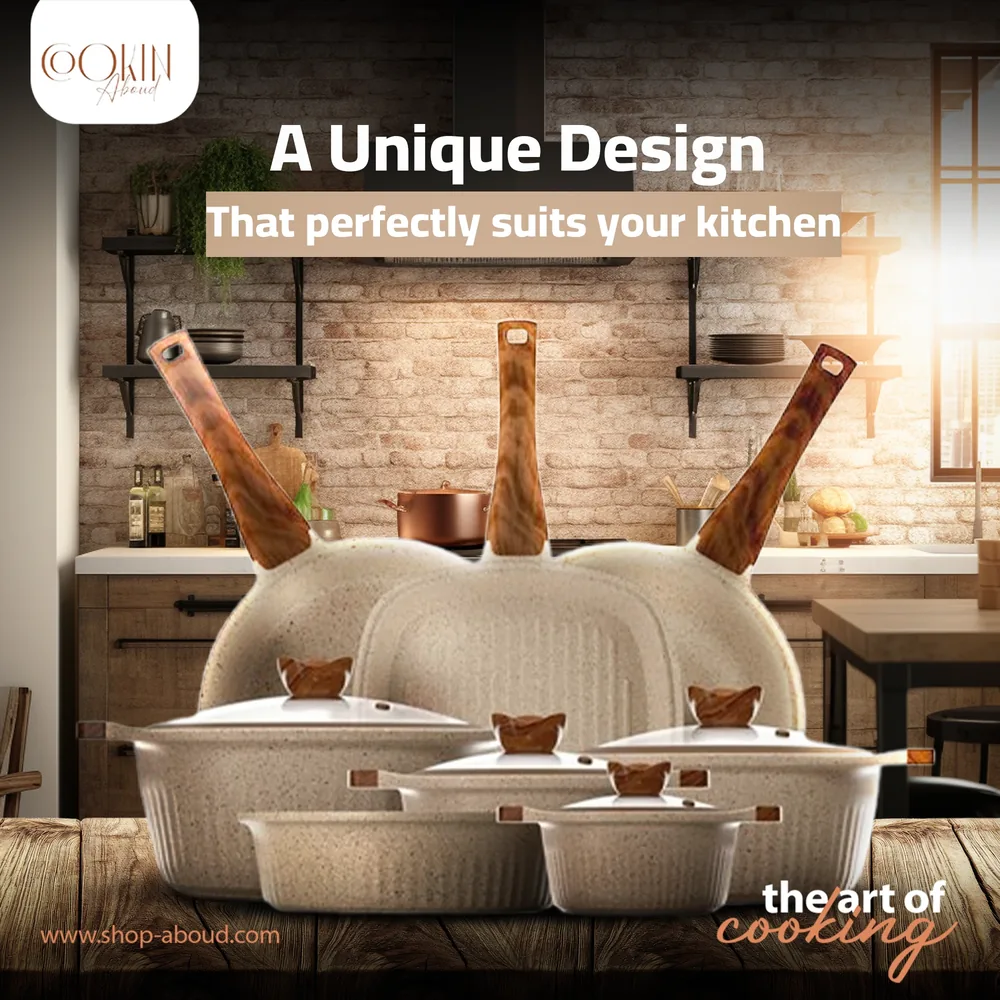 COOKIN
Aboud
A Unique Design
That perfectly suits your kitchen
the art of
cooking
www.shop-aboud.com